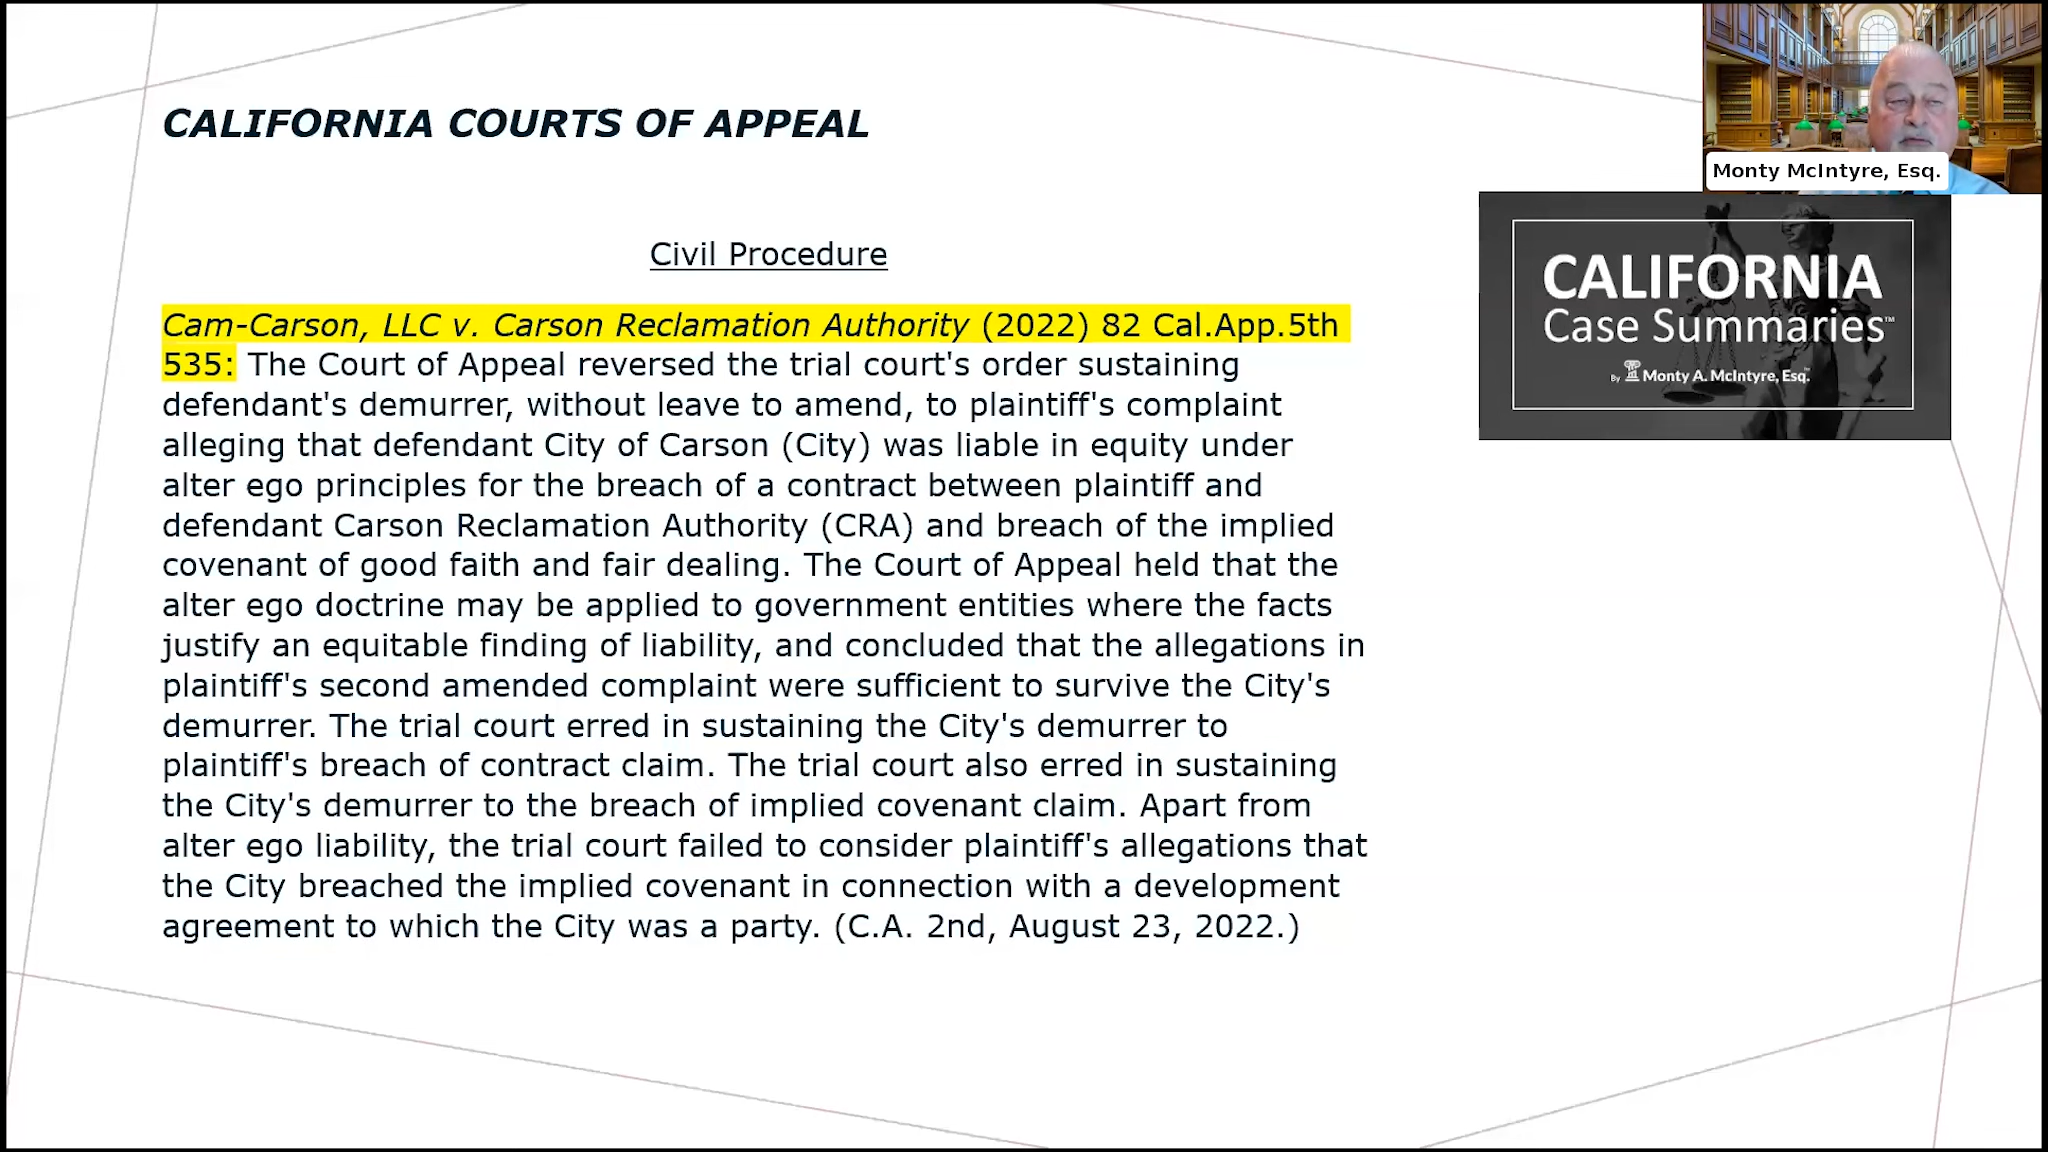 CALIFORNIA COURTS OF APPEAL
Monty McIntyre, Esq.
CALIFORNIA
Case Summaries™
By Monty A. McIntyre, Esq.
Civil Procedure
Cam-Carson, LLC v. Carson Reclamation Authority (2022) 82 Cal.App.5th
535: The Court of Appeal reversed the trial court's order sustaining
defendant's demurrer, without leave to amend, to plaintiff's complaint
alleging that defendant City of Carson (City) was liable in equity under
alter ego principles for the breach of a contract between plaintiff and
defendant Carson Reclamation Authority (CRA) and breach of the implied
covenant of good faith and fair dealing. The Court of Appeal held that the
alter ego doctrine may be applied to government entities where the facts
justify an equitable finding of liability, and concluded that the allegations in
plaintiff's second amended complaint were sufficient to survive the City's
demurrer. The trial court erred in sustaining the City's demurrer to
plaintiff's breach of contract claim. The trial court also erred in sustaining
the City's demurrer to the breach of implied covenant claim. Apart from
alter ego liability, the trial court failed to consider plaintiff's allegations that
the City breached the implied covenant in connection with a development
agreement to which the City was a party. (C.A. 2nd, August 23, 2022.)